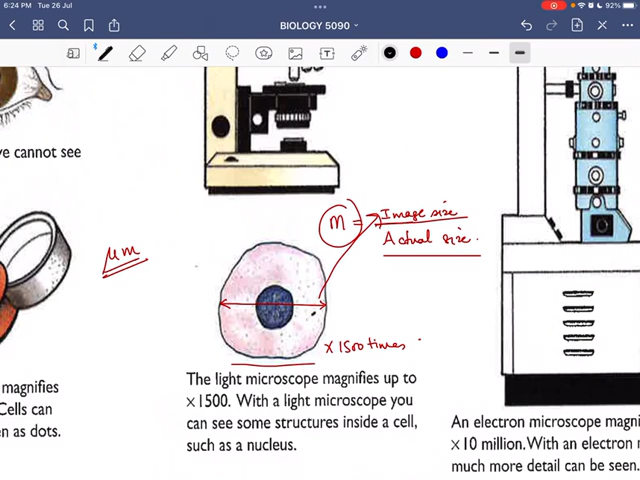 6:24 PM Tue 26 Jul
92%
BIOLOGY 5090
ve cannot see
m = Image size
Actual size.
μm
× 1500 times
magnifies
Cells can
en as dots.
The light microscope magnifies up to
×1500. With a light microscope you
can see some structures inside a cell,
such as a nucleus.
An electron microscope magni
×10 million. With an electron m
much more detail can be seen.